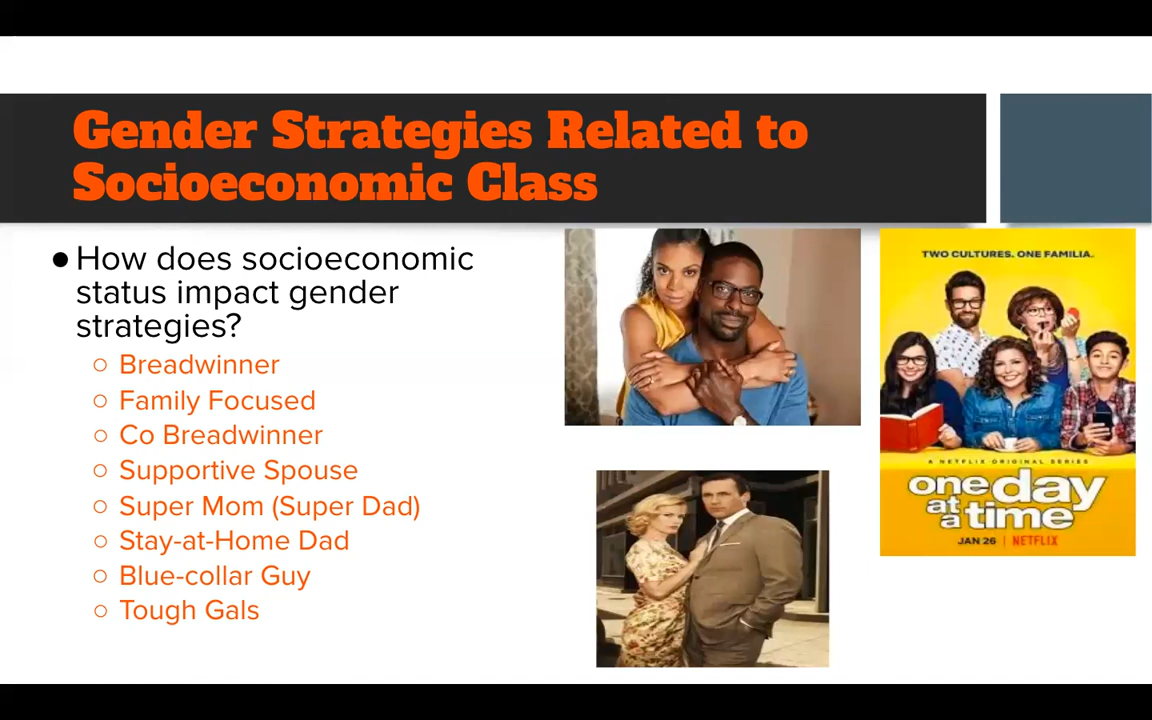 Gender Strategies Related to
Socioeconomic Class
● How does socioeconomic
status impact gender
strategies?
○ Breadwinner
○ Family Focused
○ Co Breadwinner
○ Supportive Spouse
○ Super Mom (Super Dad)
○ Stay-at-Home Dad
○ Blue-collar Guy
○ Tough Gals
TWO CULTURES. ONE FAMILIA.
A NETFLIX ORIGINAL SERIES
one day
at
a time
JAN 26 | NETFLIX